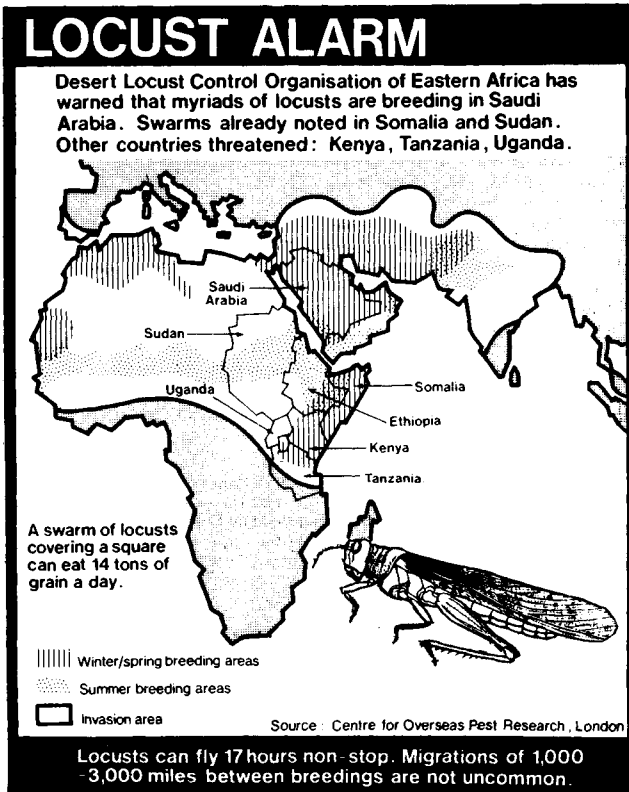 LOCUST ALARM
Desert Locust Control Organisation of Eastern Africa has
warned that myriads of locusts are breeding in Saudi
Arabia. Swarms already noted in Somalia and Sudan.
Other countries threatened: Kenya, Tanzania, Uganda.
Saudi
Arabia
Sudan
Uganda
Somalia
Ethiopia
Kenya
Tanzania
A swarm of locusts
covering a square
can eat 14 tons of
grain a day.
Winter/spring breeding areas
Summer breeding areas
Invasion area
Source : Centre for Overseas Pest Research, London
Locusts can fly 17 hours non-stop. Migrations of 1,000
-3,000 miles between breedings are not uncommon.